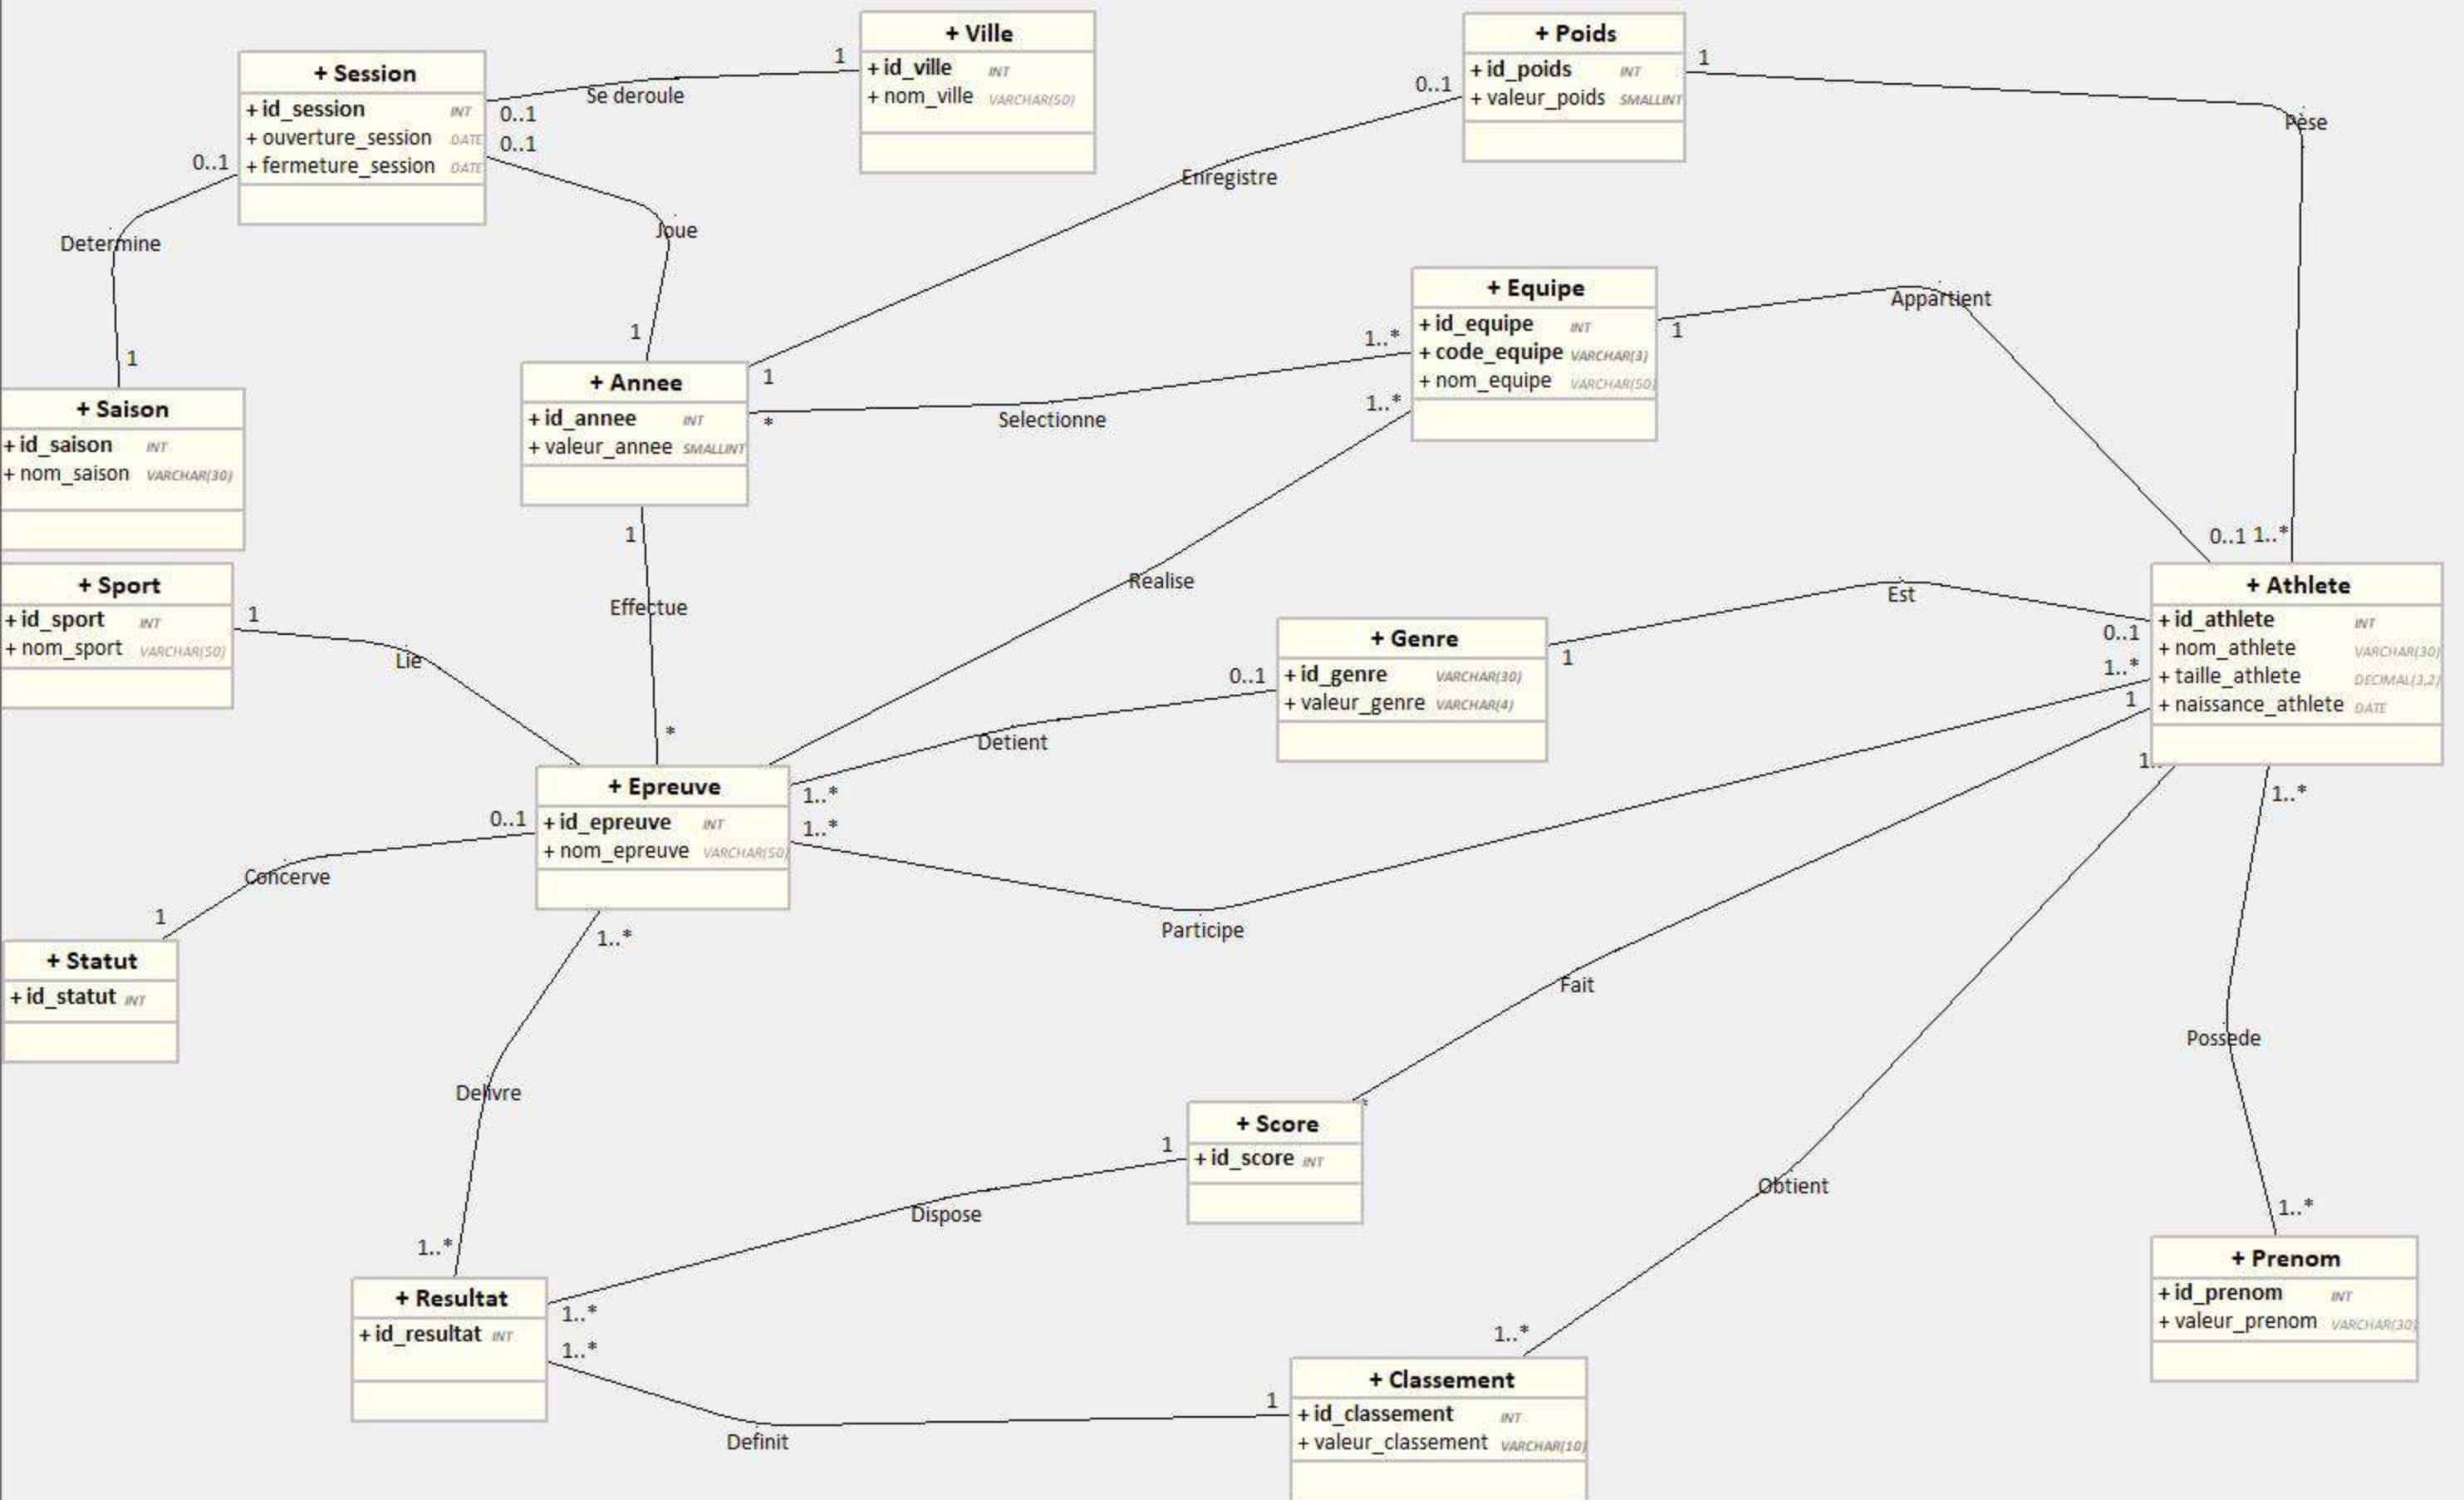 + Session
+ id_session INT
+ ouverture_session DATE
+ fermeture_session DATE
0..1
0..1
0..1
Se deroule
1
+ Ville
+ id_ville INT
+ nom_ville VARCHAR(50)
+ Poids
+ id_poids INT
+ valeur_poids SMALLINT
1
0..1
Pèse
Enregistre
Determine
Joue
1
1
+ Saison
+ id_saison INT
+ nom_saison VARCHAR(30)
+ Annee
+ id_annee INT
+ valeur_annee SMALLINT
1
*
1
Selectionne
+ Equipe
+ id_equipe INT
+ code_equipe VARCHAR(3)
+ nom_equipe VARCHAR(50)
1..*
1..*
1
Appartient
0..1 1..*
Effectue
Realise
+ Sport
+ id_sport INT
+ nom_sport VARCHAR(50)
1
Lie
*
+ Genre
+ id_genre VARCHAR(30)
+ valeur_genre VARCHAR(4)
0..1
1
Est
Detient
+ Athlete
+ id_athlete INT
+ nom_athlete VARCHAR(30)
+ taille_athlete DECIMAL(3,2)
+ naissance_athlete DATE
0..1
1..*
1
1..
1..*
+ Epreuve
+ id_epreuve INT
+ nom_epreuve VARCHAR(50)
0..1
1..*
1..*
1..*
Concerve
1
+ Statut
+ id_statut INT
Participe
Fait
Possede
Delivre
*
+ Score
+ id_score INT
1
Dispose
Obtient
1..*
1..*
+ Resultat
+ id_resultat INT
1..*
1..*
Definit
1..*
1
+ Classement
+ id_classement INT
+ valeur_classement VARCHAR(10)
+ Prenom
+ id_prenom INT
+ valeur_prenom VARCHAR(30)